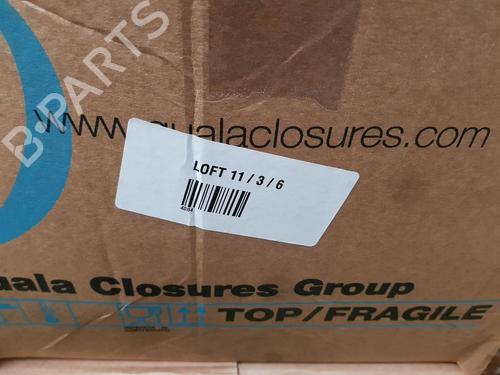 B-PARTS
www.gualaclosures.com
LOFT 11 / 3 / 6
uala Closures Group
TOP/FRAGILE